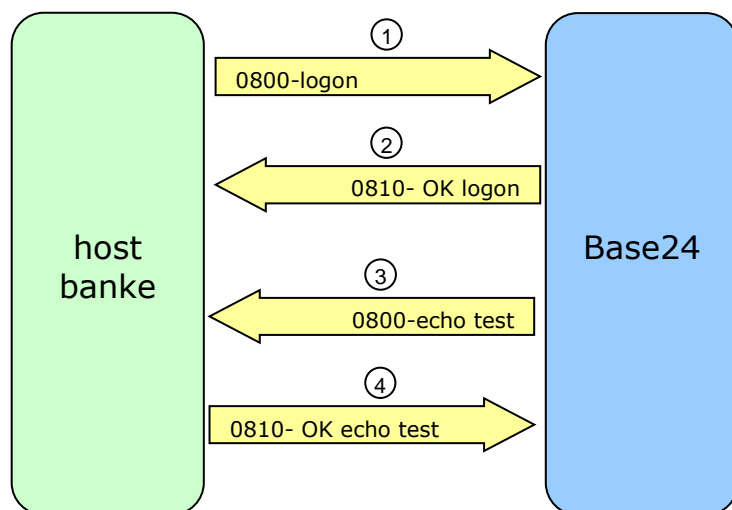 1
0800-logon
2
0810- OK logon
host
banke
Base24
3
0800-echo test
4
0810- OK echo test